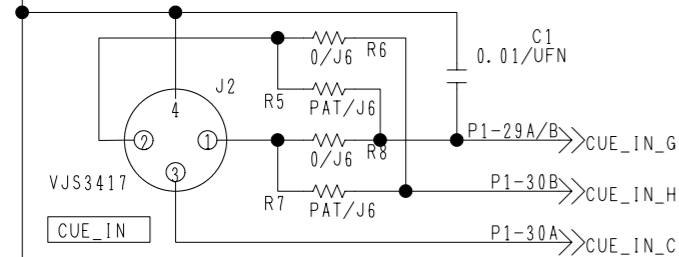 C1
0.01/UFN
R6
0/J6
J2
R5
PAT/J6
4
2
1
P1-29A/B
CUE_IN_G
R8
0/J6
3
VJS3417
R7
PAT/J6
P1-30B
CUE_IN_H
CUE_IN
P1-30A
CUE_IN_C